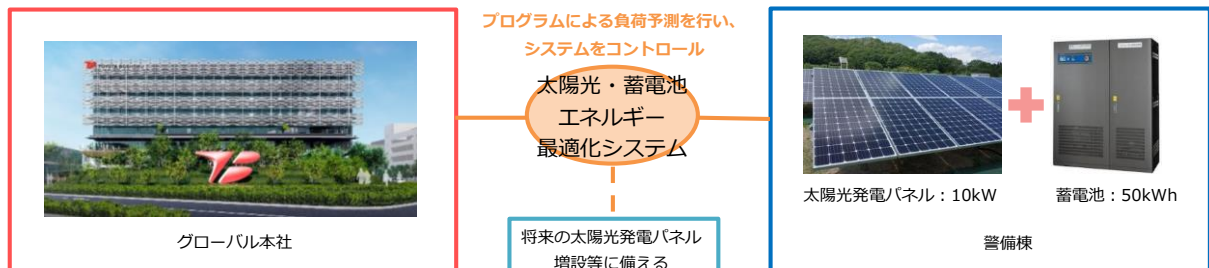 プログラムによる負荷予測を行い、
システムをコントロール
太陽光・蓄電池
エネルギー
最適化システム
グローバル本社
将来の太陽光発電パネル
増設等に備える
太陽光発電パネル：10kW
蓄電池：50kWh
警備棟